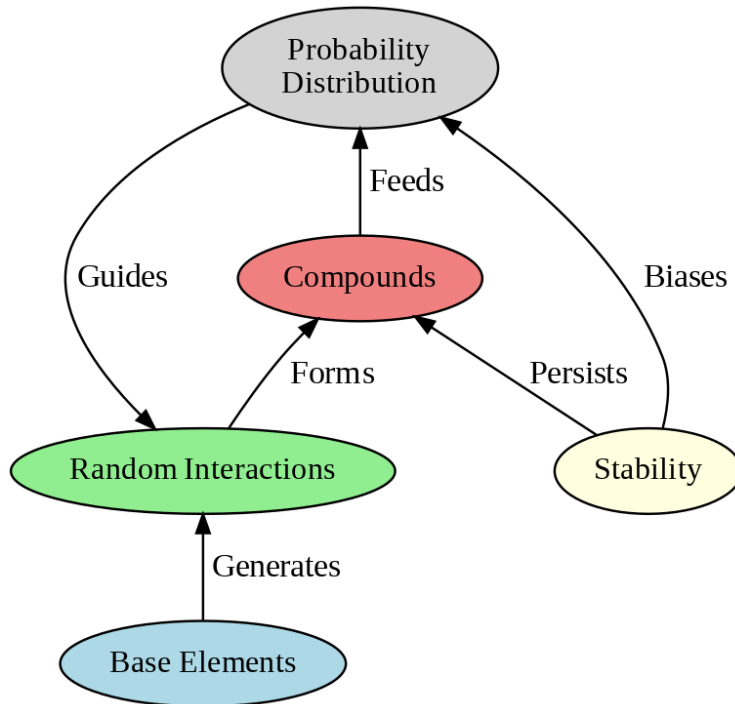 Probability
Distribution
Feeds
Guides
Compounds
Biases
Forms
Persists
Random Interactions
Stability
Generates
Base Elements